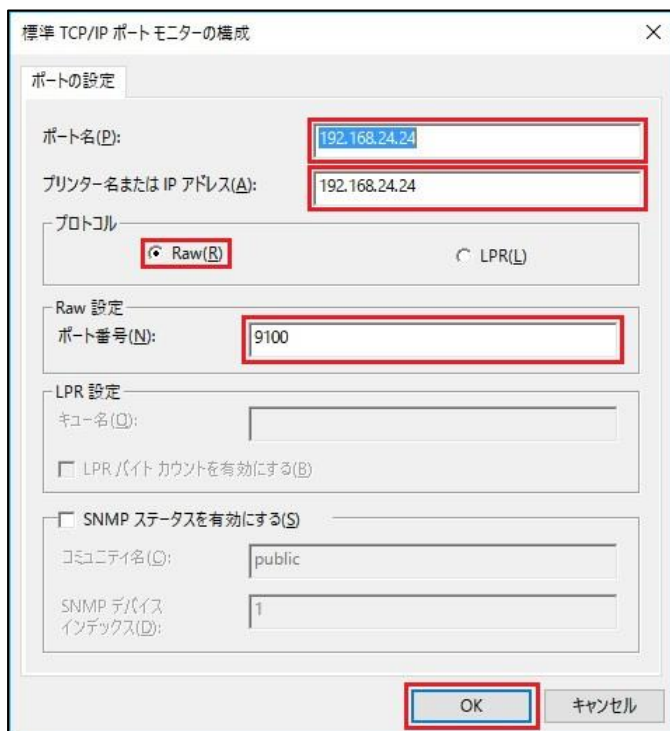 標準 TCP/IP ポート モニターの構成
ポートの設定
ポート名(P):
192.168.24.24
プリンター名または IP アドレス(A):
192.168.24.24
プロトコル
Raw(R)
LPR(L)
Raw 設定
ポート番号(N):
9100
LPR 設定
キュー名(Q):
LPR バイト カウントを有効にする(B)
SNMP ステータスを有効にする(S)
コミュニティ名(C):
public
SNMP デバイス
インデックス(D):
1
OK
キャンセル